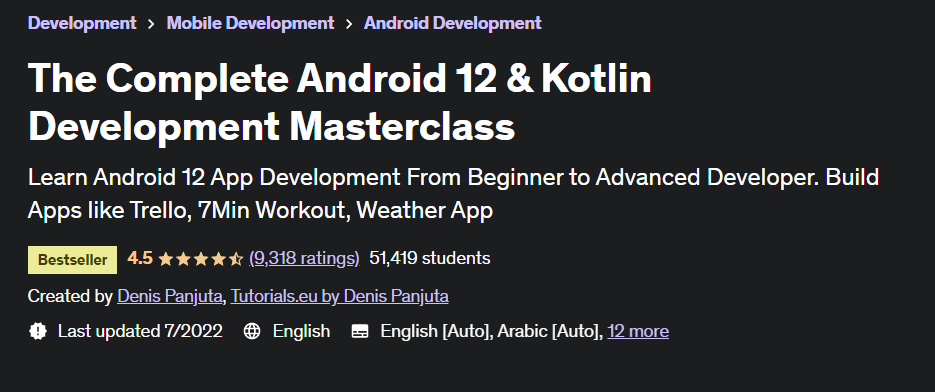 Development > Mobile Development > Android Development
The Complete Android 12 & Kotlin
Development Masterclass
Learn Android 12 App Development From Beginner to Advanced Developer. Build
Apps like Trello, 7Min Workout, Weather App
Bestseller 4.5 (9,318 ratings) 51,419 students
Created by Denis Panjuta, Tutorials.eu by Denis Panjuta
Last updated 7/2022 English English [Auto], Arabic [Auto], 12 more